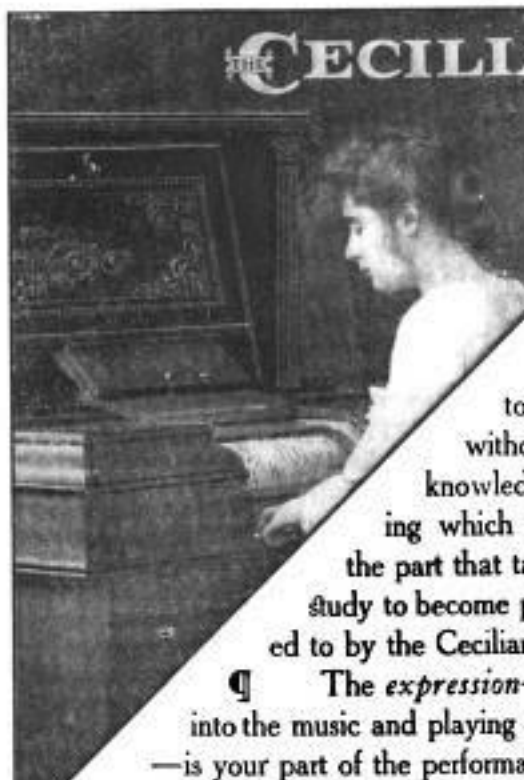 THE CECILI
to
witho
knowled
ing which
the part that ta
study to become p
ed to by the Cecilian
¶ The expression-
into the music and playing
—is your part of the performa